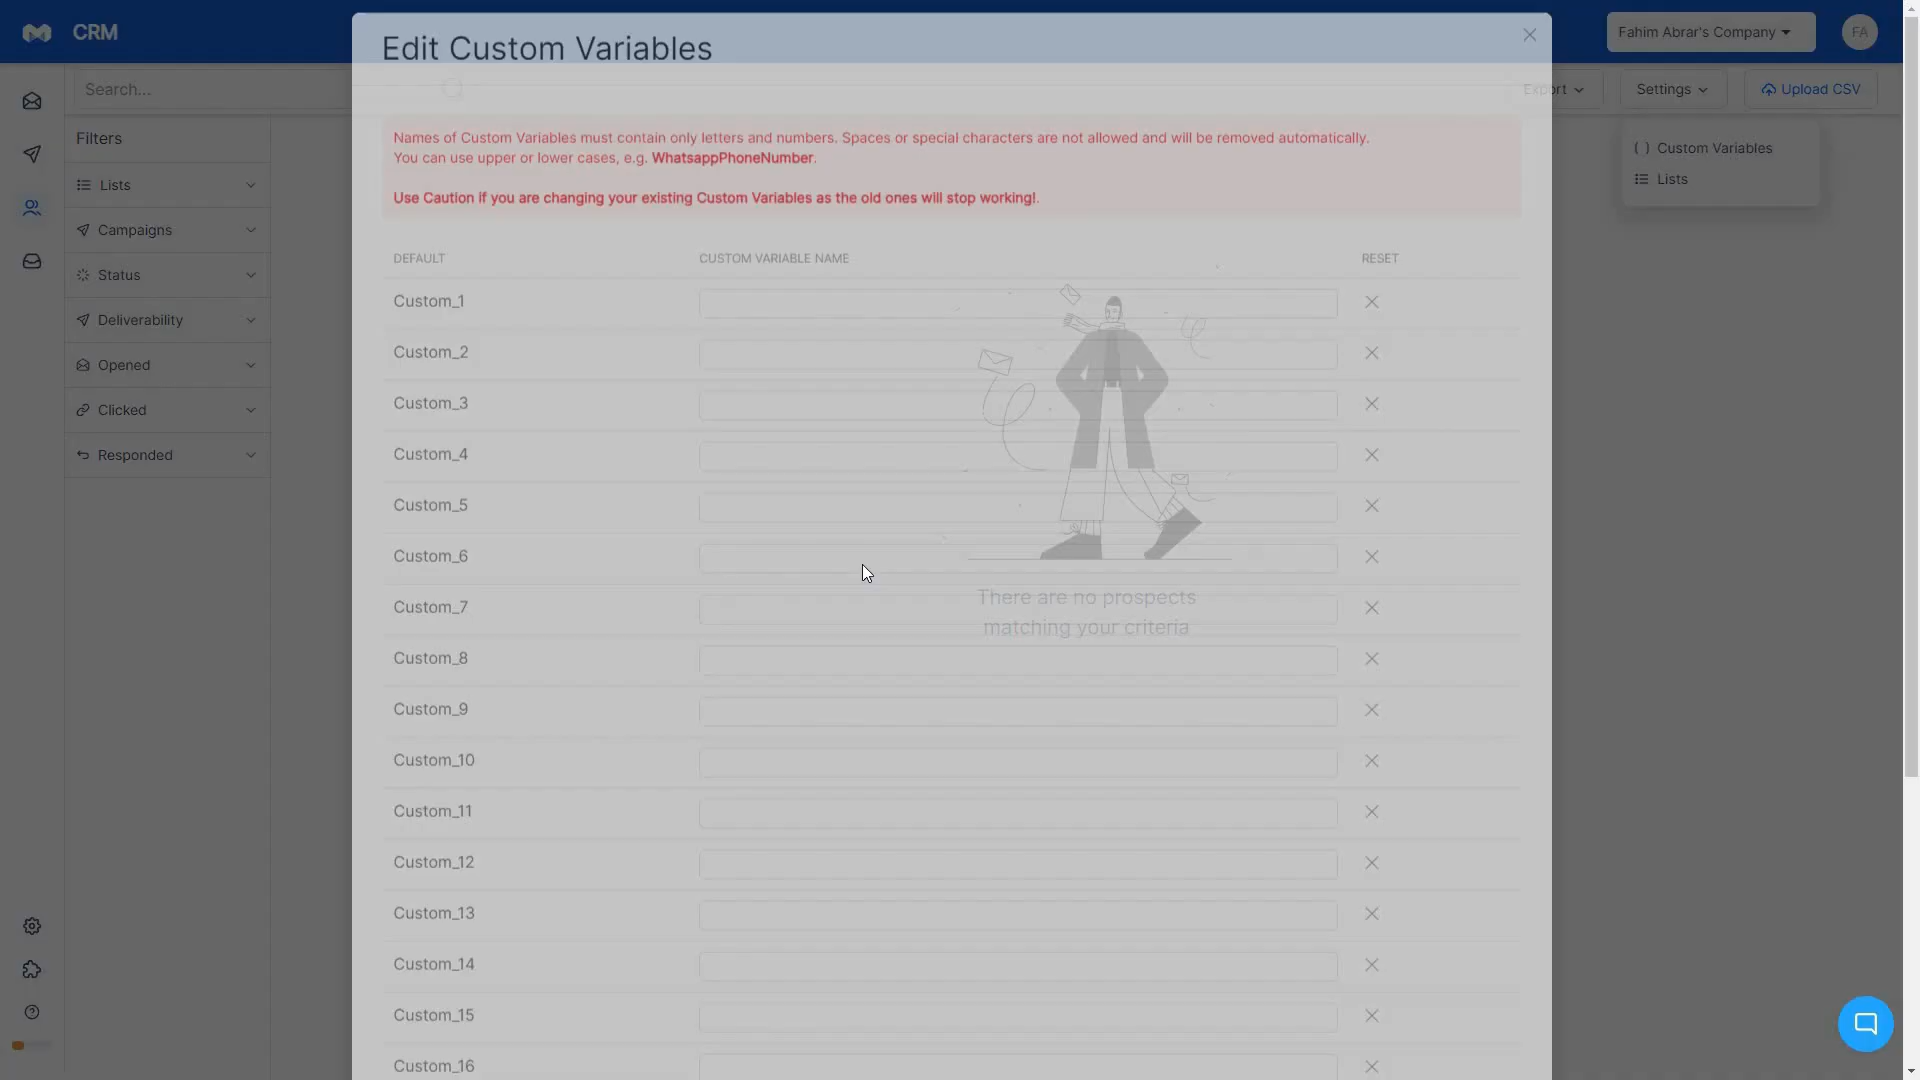 CRM
Fahim Abrar's Company
FA
Search...
Export
Settings
Upload CSV
Custom Variables
Lists
Filters
Lists
Campaigns
Status
Deliverability
Opened
Clicked
Responded
Edit Custom Variables
Names of Custom Variables must contain only letters and numbers. Spaces or special characters are not allowed and will be removed automatically.
You can use upper or lower cases, e.g. WhatsappPhoneNumber.
Use Caution if you are changing your existing Custom Variables as the old ones will stop working!.
DEFAULT CUSTOM VARIABLE NAME RESET
Custom_1
Custom_2
Custom_3
Custom_4
Custom_5
Custom_6
Custom_7
Custom_8
Custom_9
Custom_10
Custom_11
Custom_12
Custom_13
Custom_14
Custom_15
Custom_16
There are no prospects
matching your criteria